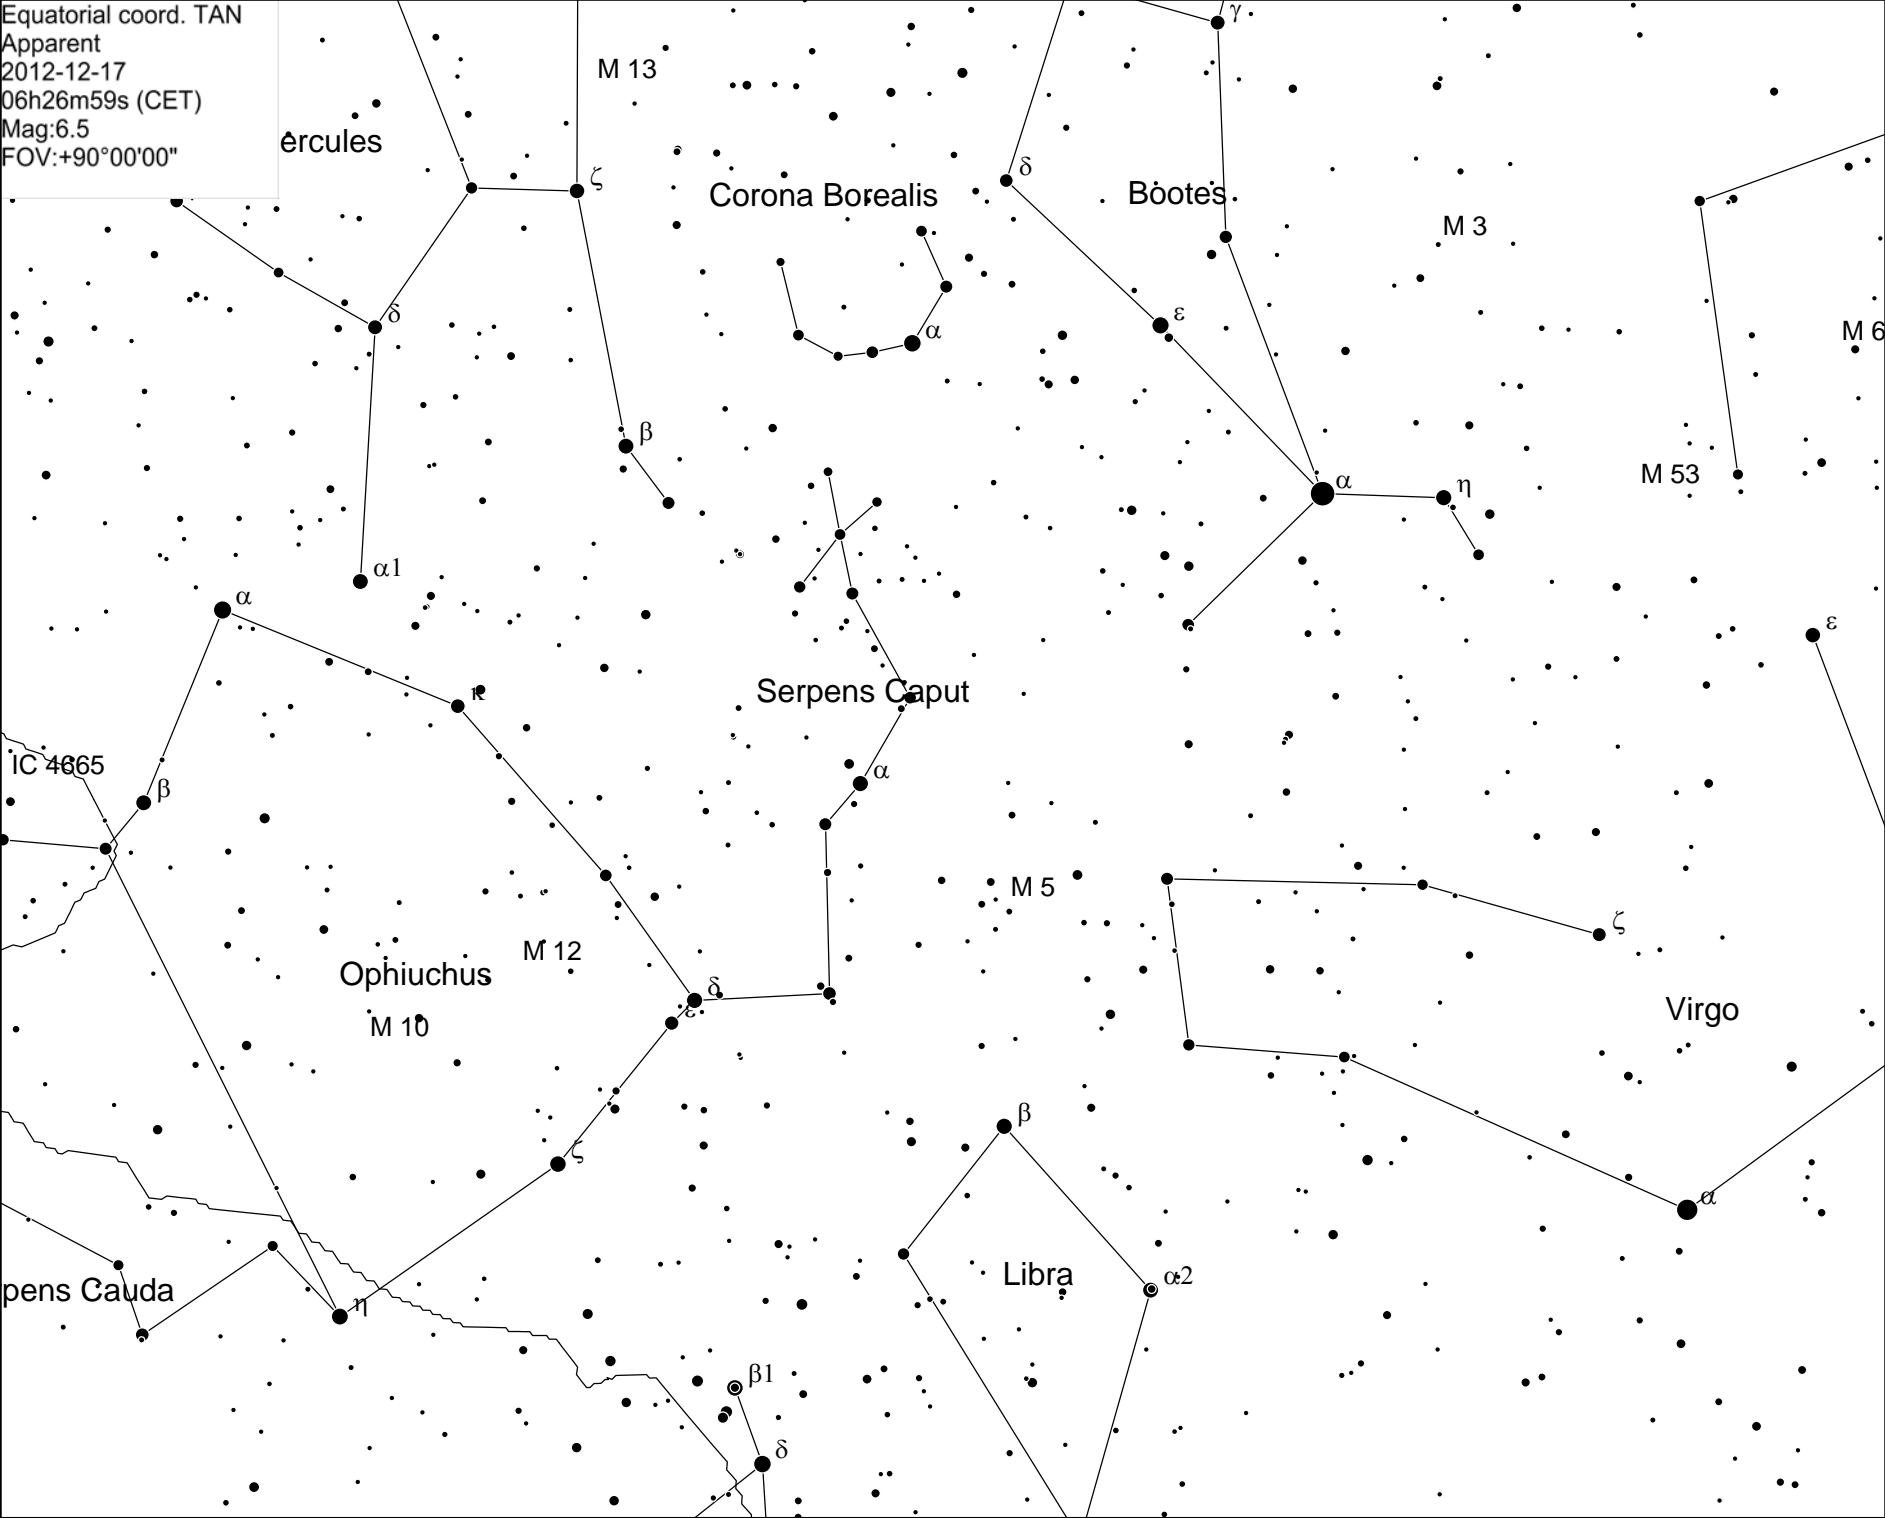 Equatorial coord. TAN
Apparent
2012-12-17
06h26m59s (CET)
Mag:6.5
FOV:+90°00'00"
γ
M 13
ercules
ζ
Corona Borealis
δ
Bootes
M 3
δ
α
ε
M 6
β
α
η
M 53
α1
α
ε
κ
Serpens Caput
IC 4665
α
β
M 5
ζ
M 12
Ophiuchus
δ
ε
M 10
Virgo
β
ζ
α
Libra
α2
pens Cauda
η
β1
δ